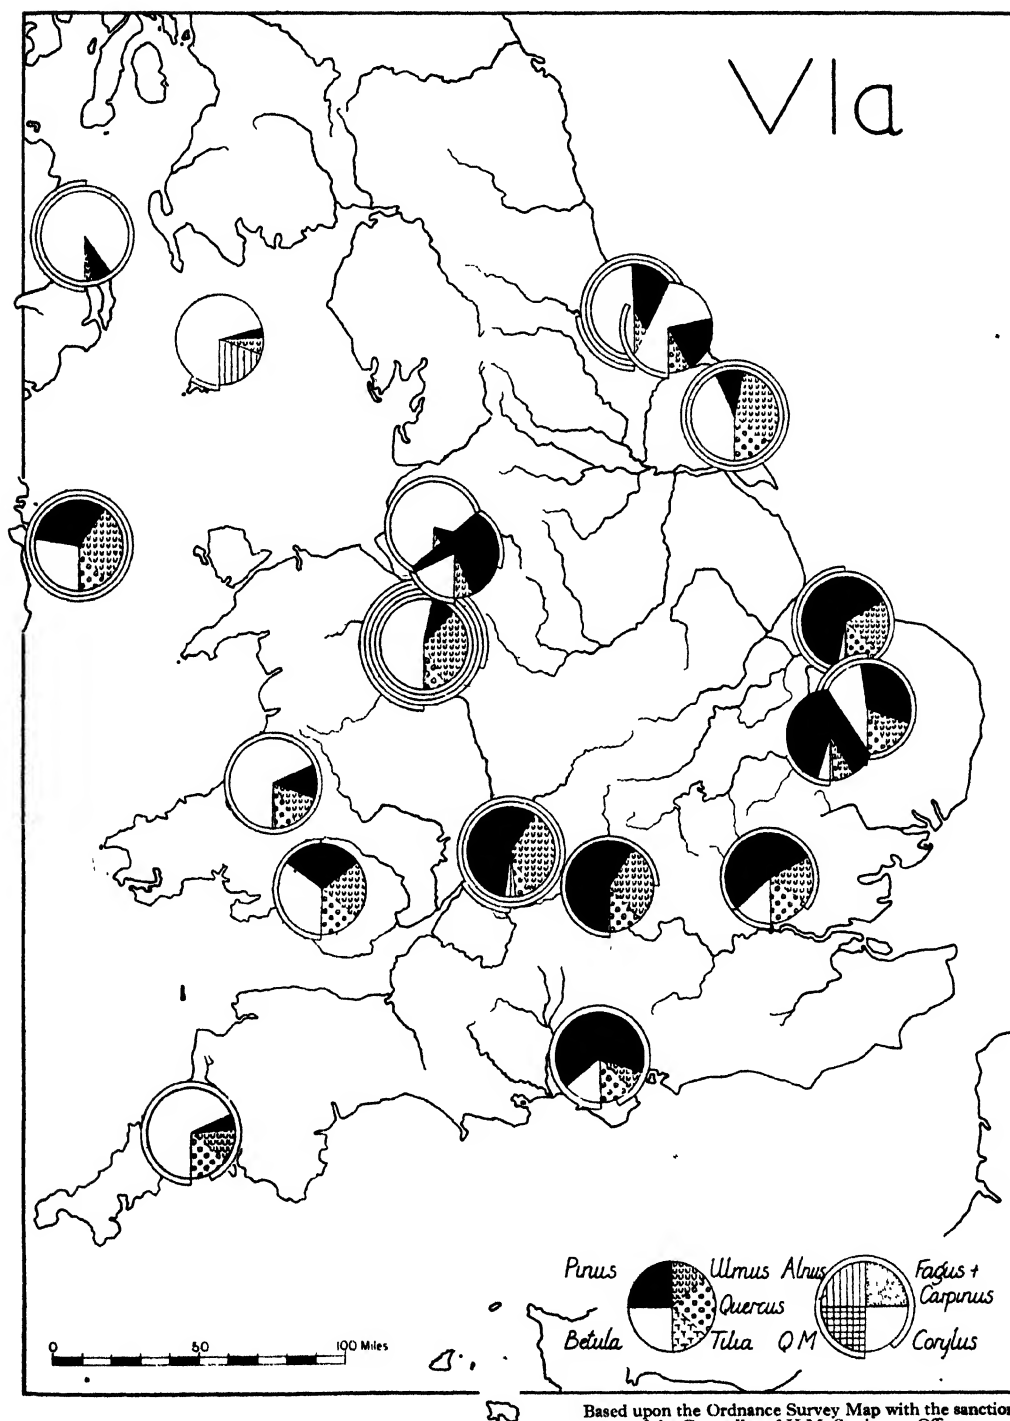 VIa
Pinus Ulmus Alnus Fagus +
Carpinus
Quercus
Betula Tilia QM Corylus
0 50 100 Miles
Based upon the Ordnance Survey Map with the sanction